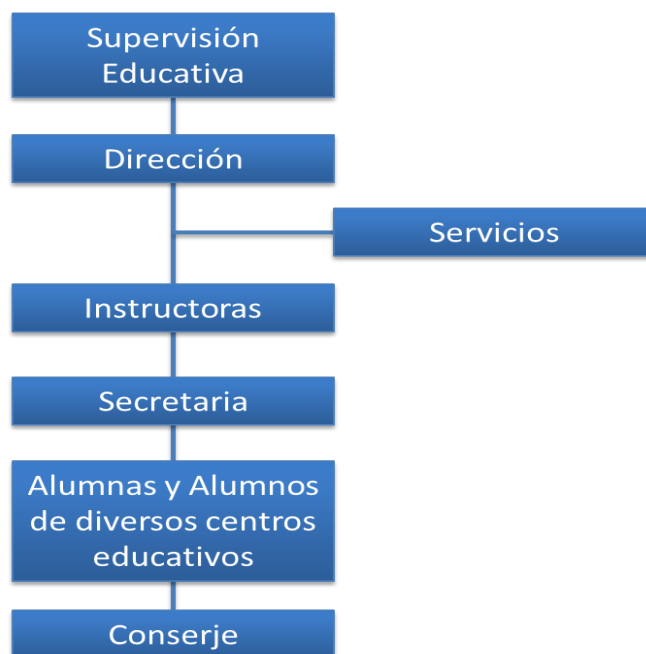 Supervisión
Educativa
Dirección
Servicios
Instructoras
Secretaria
Alumnas y Alumnos
de diversos centros
educativos
Conserje